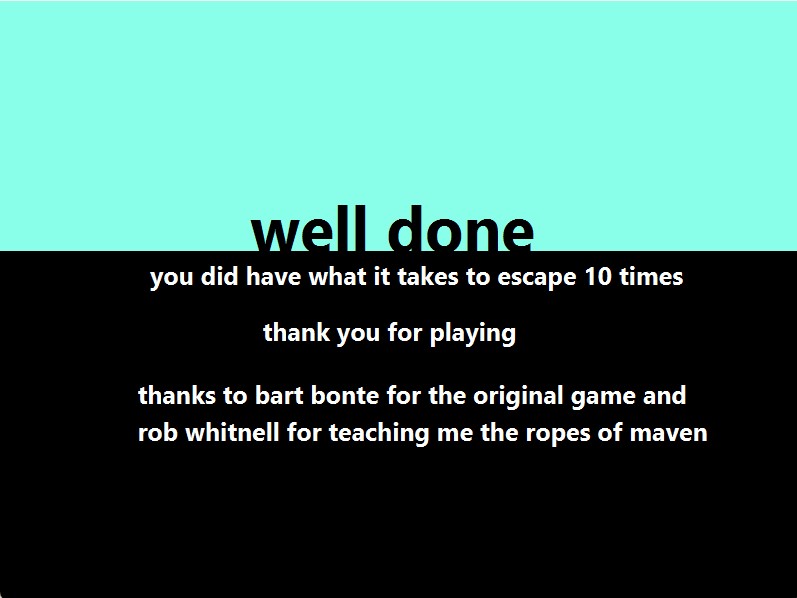 well done
you did have what it takes to escape 10 times
thank you for playing
thanks to bart bonte for the original game and
rob whitnell for teaching me the ropes of maven